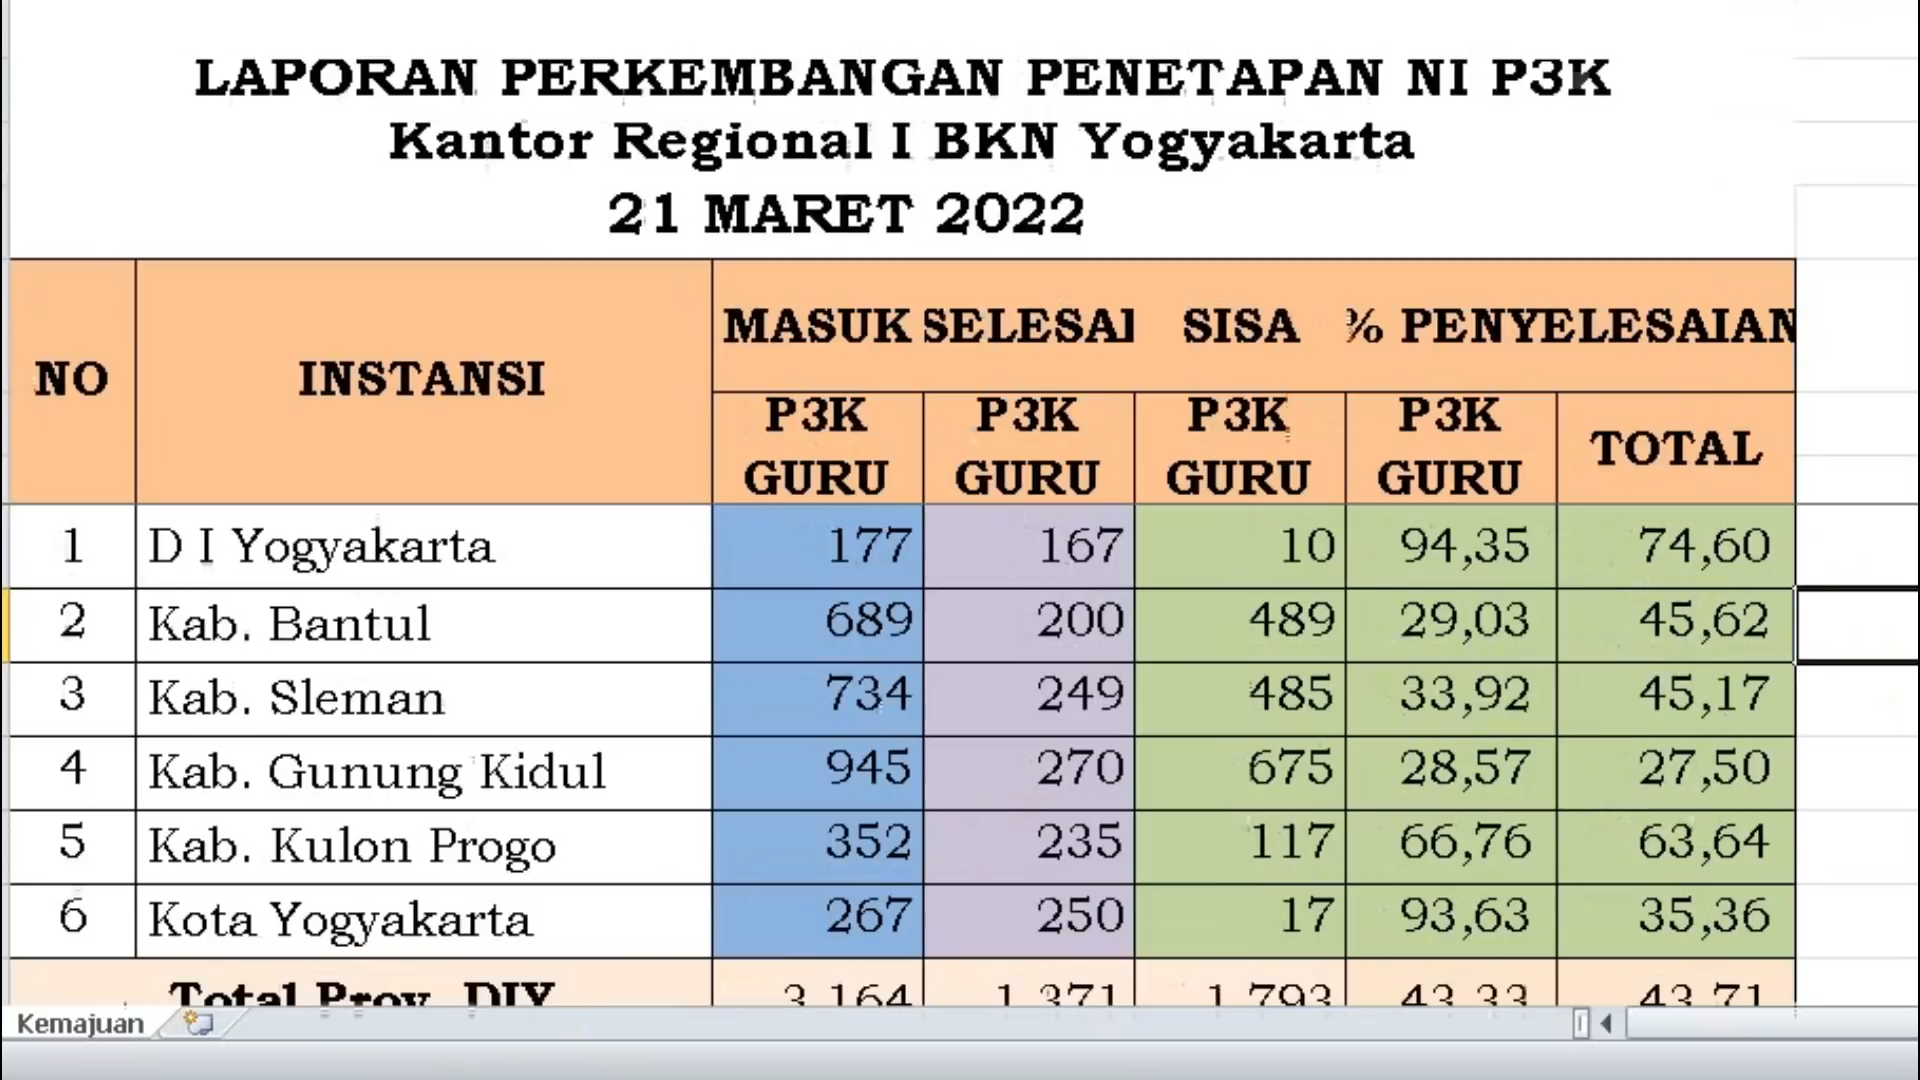 LAPORAN PERKEMBANGAN PENETAPAN NI P3K
Kantor Regional I BKN Yogyakarta
21 MARET 2022
NO INSTANSI MASUK SELESAI SISA % PENYELESAIAN
P3K GURU P3K GURU P3K GURU P3K GURU TOTAL
1 D I Yogyakarta 177 167 10 94,35 74,60
2 Kab. Bantul 689 200 489 29,03 45,62
3 Kab. Sleman 734 249 485 33,92 45,17
4 Kab. Gunung Kidul 945 270 675 28,57 27,50
5 Kab. Kulon Progo 352 235 117 66,76 63,64
6 Kota Yogyakarta 267 250 17 93,63 35,36
Total Prov. DIY 3.164 1.371 1.793 43,33 43,71
Kemajuan